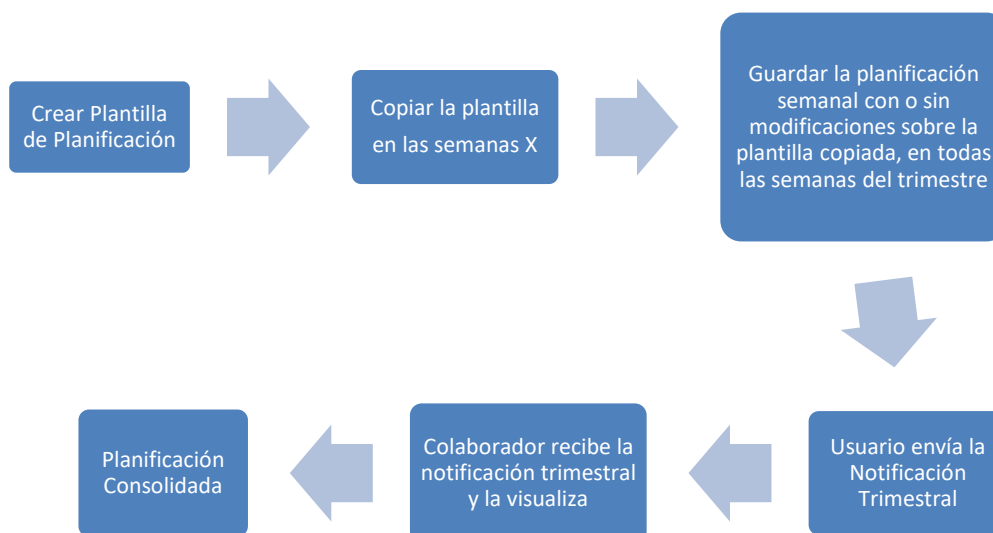 Crear Plantilla
de Planificación
Copiar la plantilla
en las semanas X
Guardar la planificación
semanal con o sin
modificaciones sobre la
plantilla copiada, en todas
las semanas del trimestre
Usuario envía la
Notificación
Trimestral
Colaborador recibe la
notificación trimestral
y la visualiza
Planificación
Consolidada